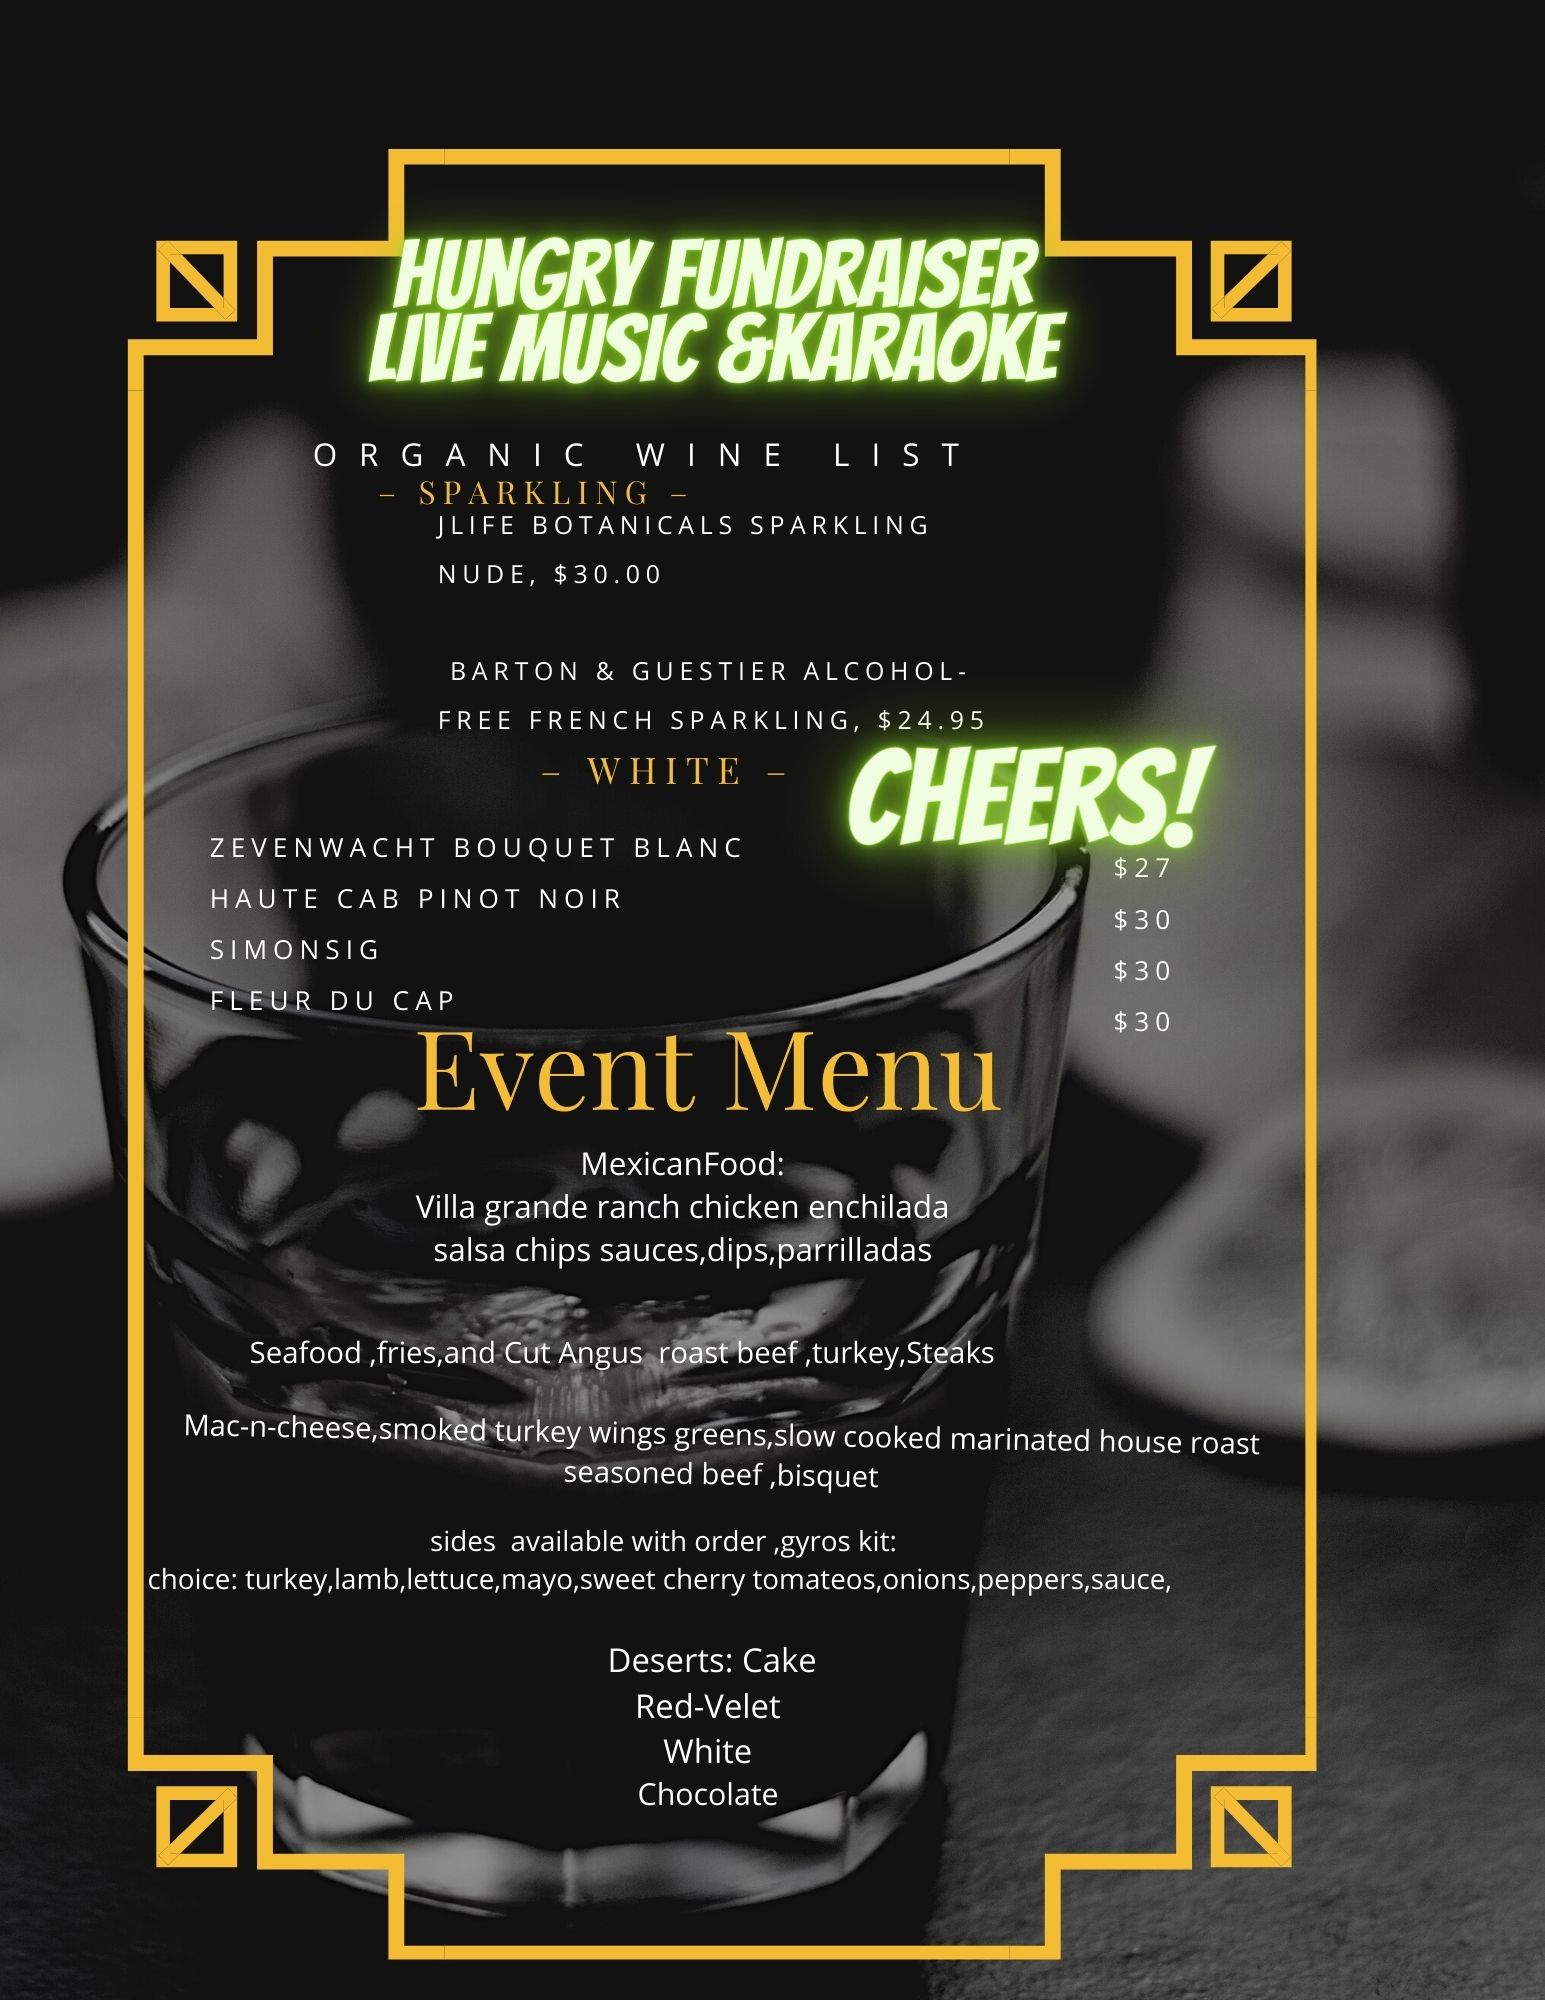 HUNGRY FUNDRAISER
LIVE MUSIC &KARAOKE
ORGANIC WINE LIST
– SPARKLING –
JLIFE BOTANICALS SPARKLING
NUDE, $30.00
BARTON & GUESTIER ALCOHOL-
FREE FRENCH SPARKLING, $24.95
– WHITE –
CHEERS!
ZEVENWACHT BOUQUET BLANC $27
HAUTE CAB PINOT NOIR $30
SIMONSIG $30
FLEUR DU CAP $30
Event Menu
MexicanFood:
Villa grande ranch chicken enchilada
salsa chips sauces,dips,parrilladas
Seafood ,fries,and Cut Angus  roast beef ,turkey,Steaks
Mac-n-cheese,smoked turkey wings greens,slow cooked marinated house roast
seasoned beef ,bisquet
sides  available with order ,gyros kit:
choice: turkey,lamb,lettuce,mayo,sweet cherry tomateos,onions,peppers,sauce,
Deserts: Cake
Red-Velet
White
Chocolate